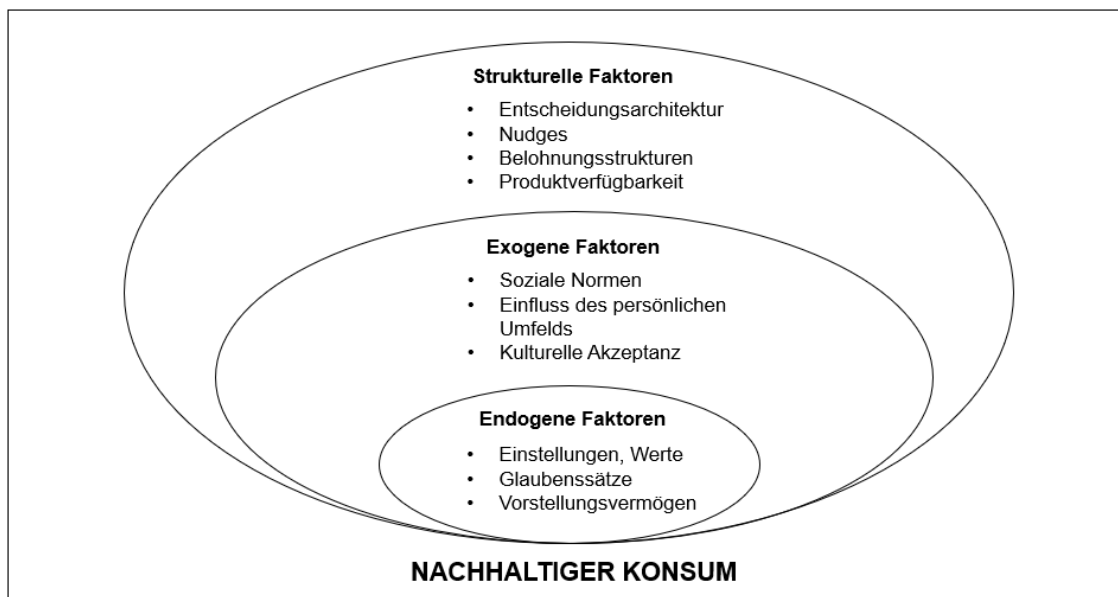 Strukturelle Faktoren
• Entscheidungsarchitektur
• Nudges
• Belohnungsstrukturen
• Produktverfügbarkeit
Exogene Faktoren
• Soziale Normen
• Einfluss des persönlichen
Umfelds
• Kulturelle Akzeptanz
Endogene Faktoren
• Einstellungen, Werte
• Glaubenssätze
• Vorstellungsvermögen
NACHHALTIGER KONSUM